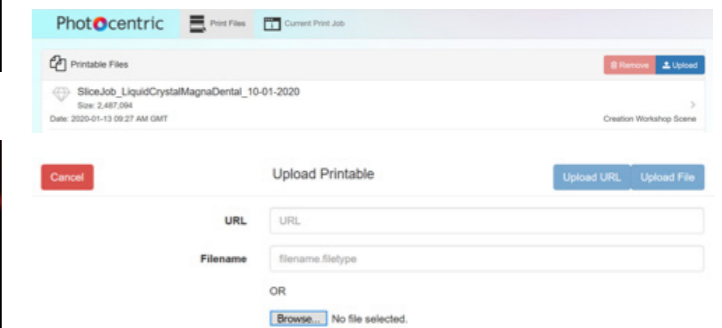 Photocentric Print Files Current Print Job
Printable Files Remove Upload
SliceJob_LiquidCrystalMagnaDental_10-01-2020
Size: 2,487,094
Date: 2020-01-13 09:27 AM GMT Creation Workshop Scene
Cancel Upload Printable Upload URL Upload File
URL URL
Filename filename.filetype
OR
Browse... No file selected.